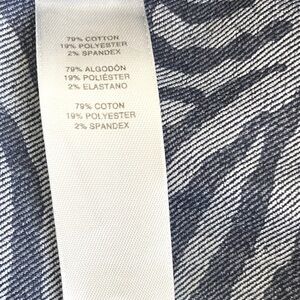 79% COTTON
19% POLYESTER
2% SPANDEX
79% ALGODÓN
19% POLIÉSTER
2% ELASTANO
79% COTON
19% POLYESTER
2% SPANDEX